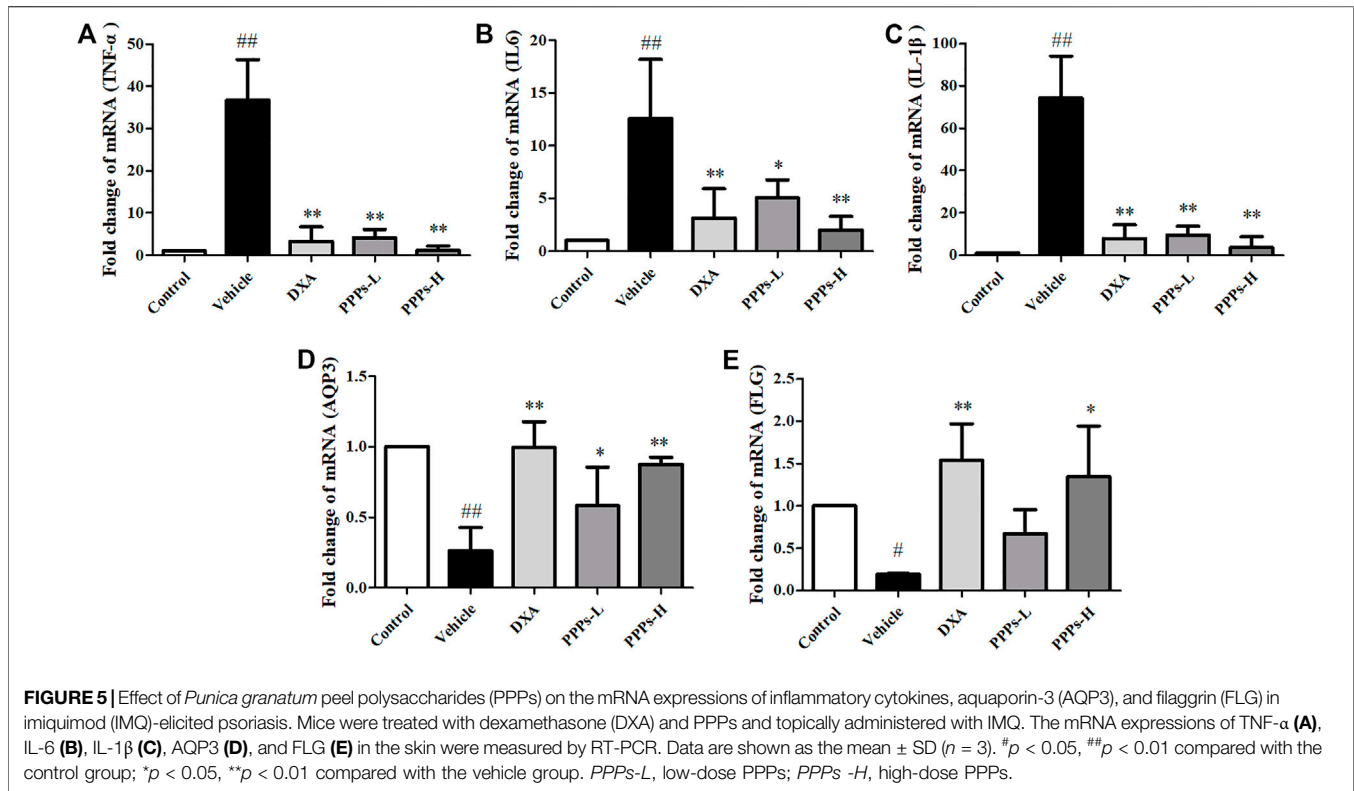 A
Fold change of mRNA (TNF-α)
50
40
30
20
10
0
##
**
**
**
Control
Vehicle
DXA
PPPs-L
PPPs-H
B
Fold change of mRNA (IL6)
20
15
10
5
0
##
**
*
**
Control
Vehicle
DXA
PPPs-L
PPPs-H
C
Fold change of mRNA (IL-1β)
100
80
60
40
20
0
##
**
**
**
Control
Vehicle
DXA
PPPs-L
PPPs-H
D
Fold change of mRNA (AQP3)
1.5
1.0
0.5
0.0
##
**
*
**
Control
Vehicle
DXA
PPPs-L
PPPs-H
E
Fold change of mRNA (FLG)
2.5
2.0
1.5
1.0
0.5
0.0
#
**
*
Control
Vehicle
DXA
PPPs-L
PPPs-H
FIGURE 5 | Effect of Punica granatum peel polysaccharides (PPPs) on the mRNA expressions of inflammatory cytokines, aquaporin-3 (AQP3), and filaggrin (FLG) in
imiquimod (IMQ)-elicited psoriasis. Mice were treated with dexamethasone (DXA) and PPPs and topically administered with IMQ. The mRNA expressions of TNF-α (A),
IL-6 (B), IL-1β (C), AQP3 (D), and FLG (E) in the skin were measured by RT-PCR. Data are shown as the mean ± SD (n = 3). #p < 0.05, ##p < 0.01 compared with the
control group; *p < 0.05, **p < 0.01 compared with the vehicle group. PPPs-L, low-dose PPPs; PPPs -H, high-dose PPPs.